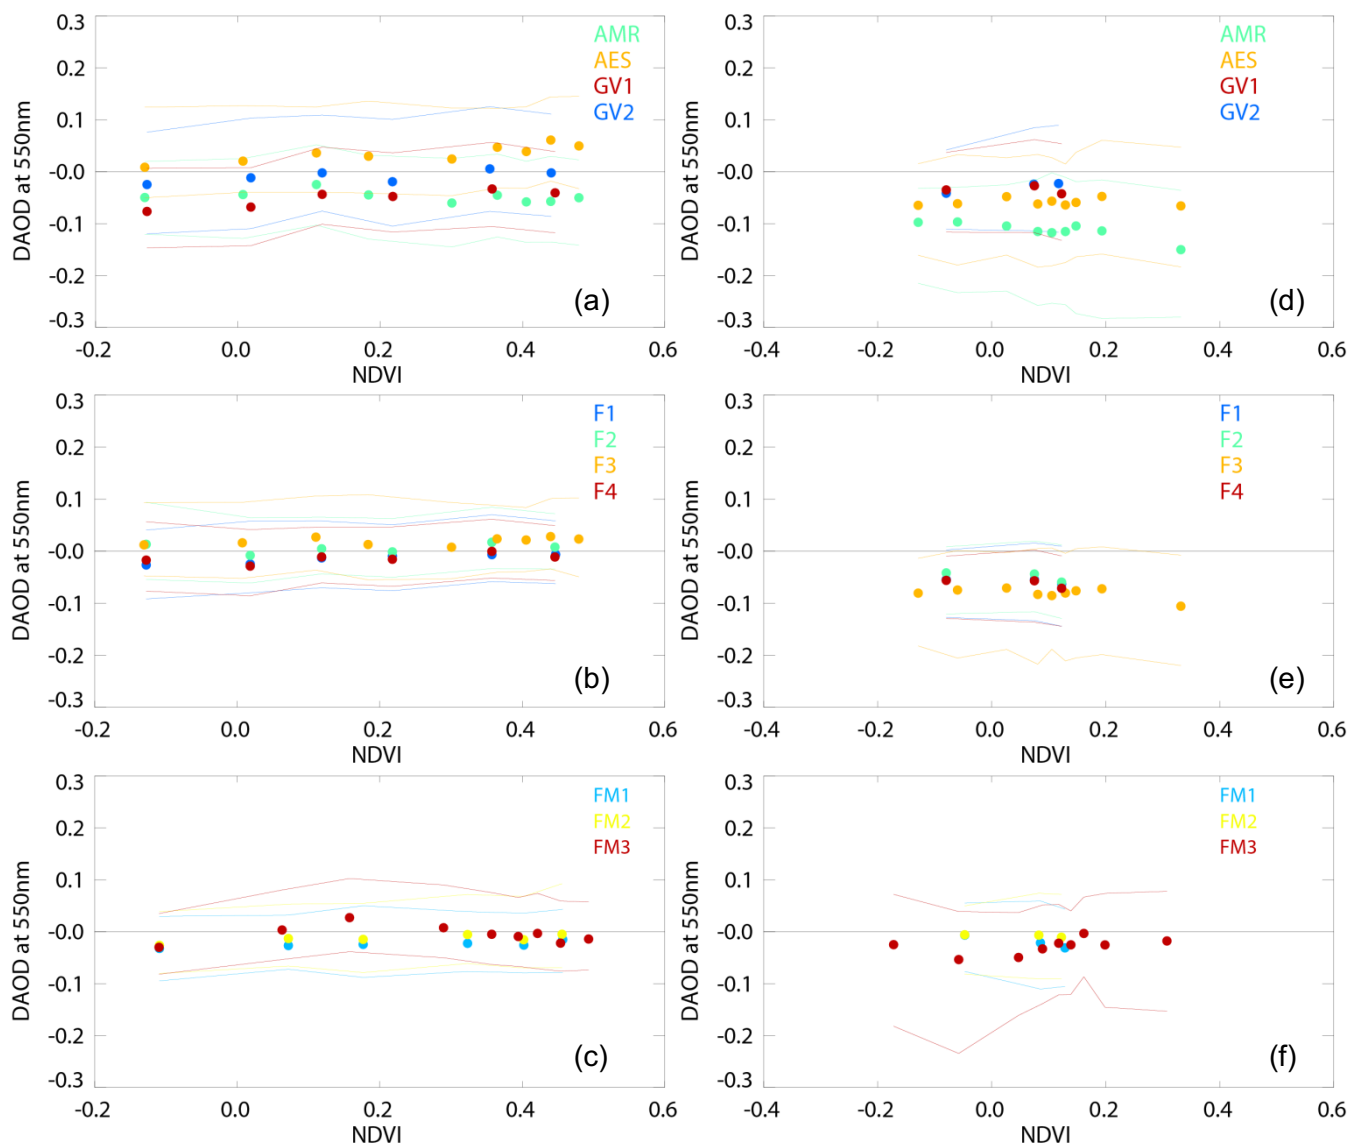 0.3
0.2
0.1
-0.0
-0.1
-0.2
-0.3
DAOD at 550nm
AMR
AES
GV1
GV2
(a)
-0.2
0.0
0.2
0.4
0.6
NDVI
0.3
0.2
0.1
-0.0
-0.1
-0.2
-0.3
DAOD at 550nm
AMR
AES
GV1
GV2
(d)
-0.4
-0.2
0.0
0.2
0.4
0.6
NDVI
0.3
0.2
0.1
-0.0
-0.1
-0.2
-0.3
DAOD at 550nm
F1
F2
F3
F4
(b)
-0.2
0.0
0.2
0.4
0.6
NDVI
0.3
0.2
0.1
-0.0
-0.1
-0.2
-0.3
DAOD at 550nm
F1
F2
F3
F4
(e)
-0.4
-0.2
0.0
0.2
0.4
0.6
NDVI
0.3
0.2
0.1
-0.0
-0.1
-0.2
-0.3
DAOD at 550nm
FM1
FM2
FM3
(c)
-0.2
0.0
0.2
0.4
0.6
NDVI
0.3
0.2
0.1
-0.0
-0.1
-0.2
-0.3
DAOD at 550nm
FM1
FM2
FM3
(f)
-0.4
-0.2
0.0
0.2
0.4
0.6
NDVI